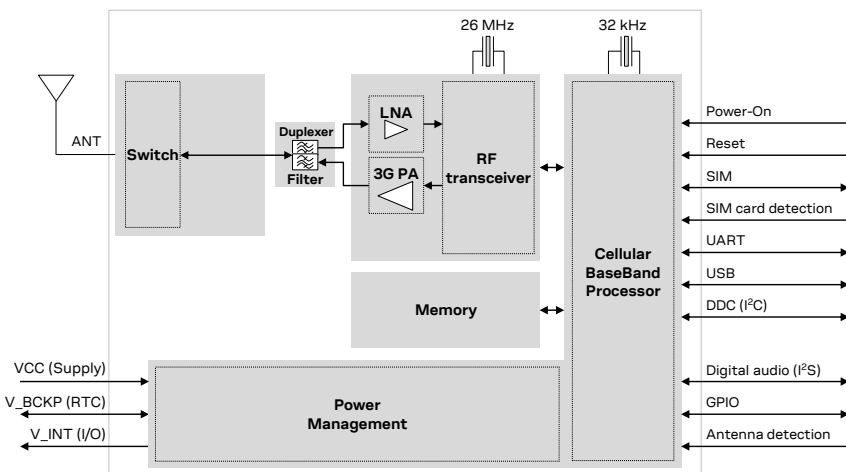 26 MHz
32 kHz
ANT
Switch
Duplexer
Filter
LNA
3G PA
RF
transceiver
Cellular
BaseBand
Processor
Memory
Power
Management
Power-On
Reset
SIM
SIM card detection
UART
USB
DDC (I²C)
Digital audio (I²S)
GPIO
Antenna detection
VCC (Supply)
V_BCKP (RTC)
V_INT (I/O)